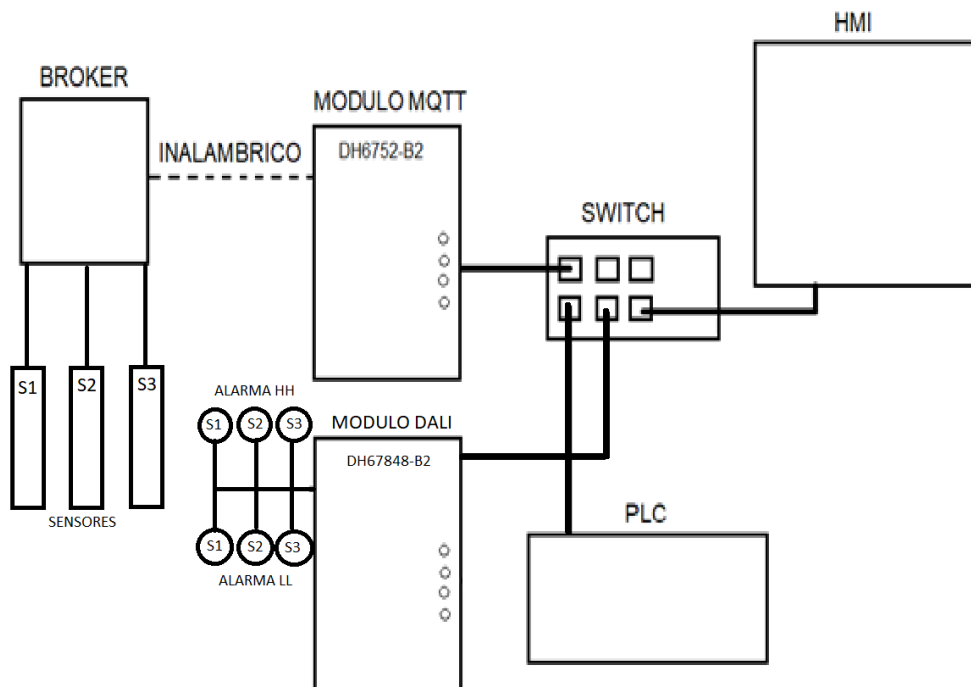 HMI
BROKER
MODULO MQTT
DH6752-B2
INALAMBRICO
SWITCH
S1
S2
S3
SENSORES
ALARMA HH
S1
S2
S3
MODULO DALI
DH67848-B2
S1
S2
S3
ALARMA LL
PLC